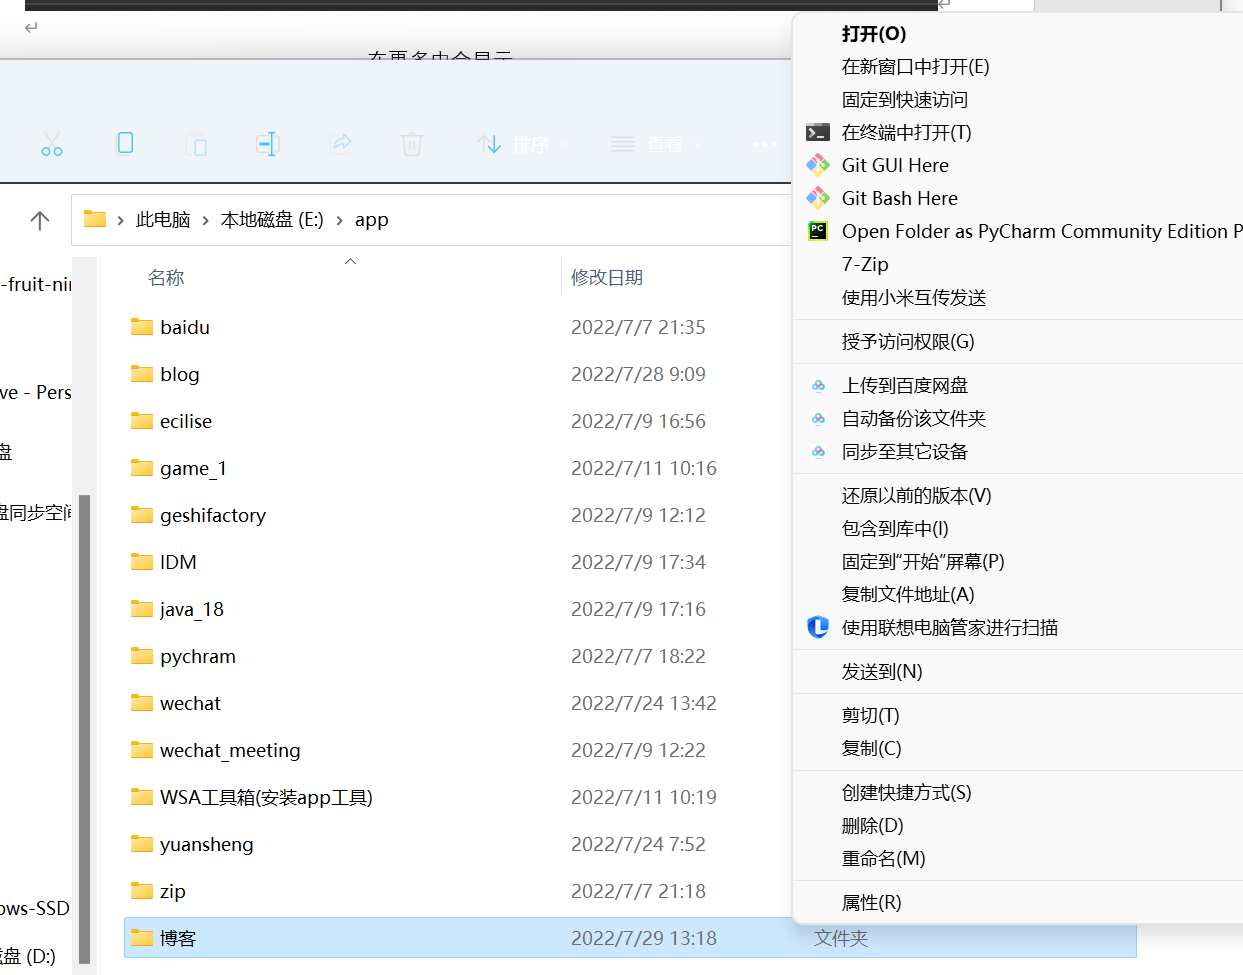 在更多中会显示
排序
查看
此电脑 > 本地磁盘 (E:) > app
-fruit-nin
ve - Pers
盘
盘同步空间
ows-SSD
磁盘 (D:)
名称 修改日期
baidu 2022/7/7 21:35
blog 2022/7/28 9:09
ecilise 2022/7/9 16:56
game_1 2022/7/11 10:16
geshifactory 2022/7/9 12:12
IDM 2022/7/9 17:34
java_18 2022/7/9 17:16
pychram 2022/7/7 18:22
wechat 2022/7/24 13:42
wechat_meeting 2022/7/9 12:22
WSA工具箱(安装app工具) 2022/7/11 10:19
yuansheng 2022/7/24 7:52
zip 2022/7/7 21:18
博客 2022/7/29 13:18 文件夹
打开(O)
在新窗口中打开(E)
固定到快速访问
在终端中打开(T)
Git GUI Here
Git Bash Here
Open Folder as PyCharm Community Edition P
7-Zip
使用小米互传发送
授予访问权限(G)
上传到百度网盘
自动备份该文件夹
同步至其它设备
还原以前的版本(V)
包含到库中(I)
固定到“开始”屏幕(P)
复制文件地址(A)
使用联想电脑管家进行扫描
发送到(N)
剪切(T)
复制(C)
创建快捷方式(S)
删除(D)
重命名(M)
属性(R)